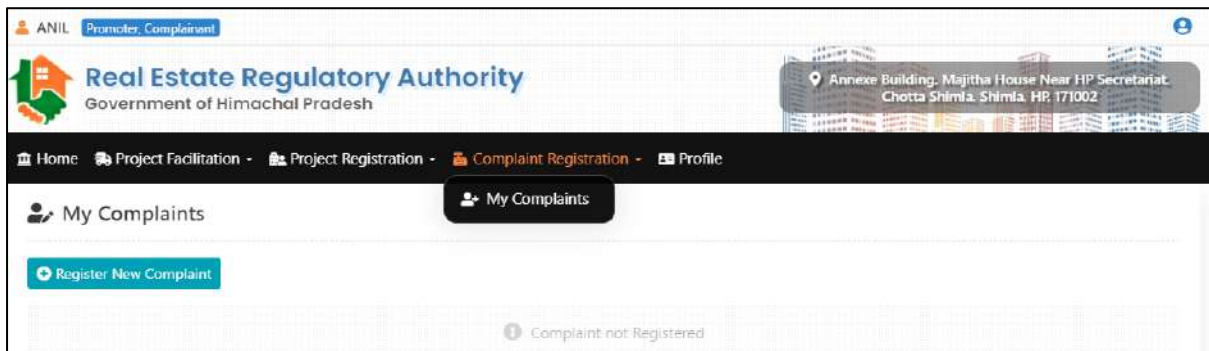 ANIL Promoter, Complainant
Real Estate Regulatory Authority
Government of Himachal Pradesh
Annexe Building, Majitha House Near HP Secretariat,
Chotta Shimla. Shimla. HP. 171002
Home Project Facilitation Project Registration Complaint Registration Profile
My Complaints
My Complaints
Register New Complaint
Complaint not Registered